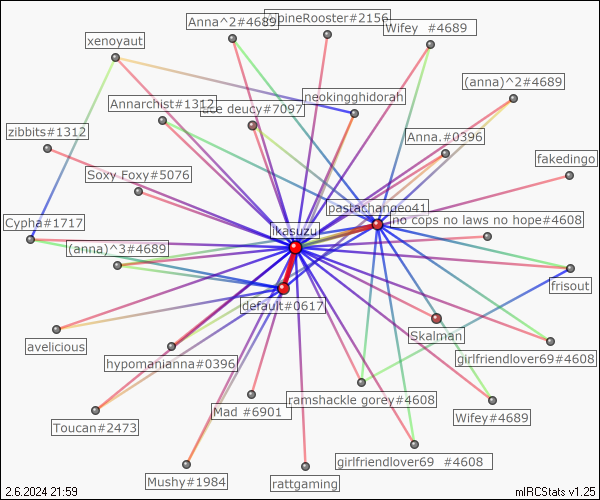 Anna^2#4689
pineRooster#2156
Wifey #4689
xenoyaut
(anna)^2#4689
neokingghidorah
Annarchist#1312
ace deucy#7097
zibbits#1312
Anna.#0396
fakedingo
Soxy Foxy#5076
pastachangeo41
Cypha#1717
no cops no laws no hope#4608
likasuzu
(anna)^3#4689
frisout
default#0617
Skalman
avelicious
girlfriendlover69#4608
hypomanianna#0396
ramshackle gorey#4608
Mad #6901
Wifey#4689
Toucan#2473
girlfriendlover69 #4608
Mushy#1984
rattgaming
2.6.2024 21:59
mIRCStats v1.25